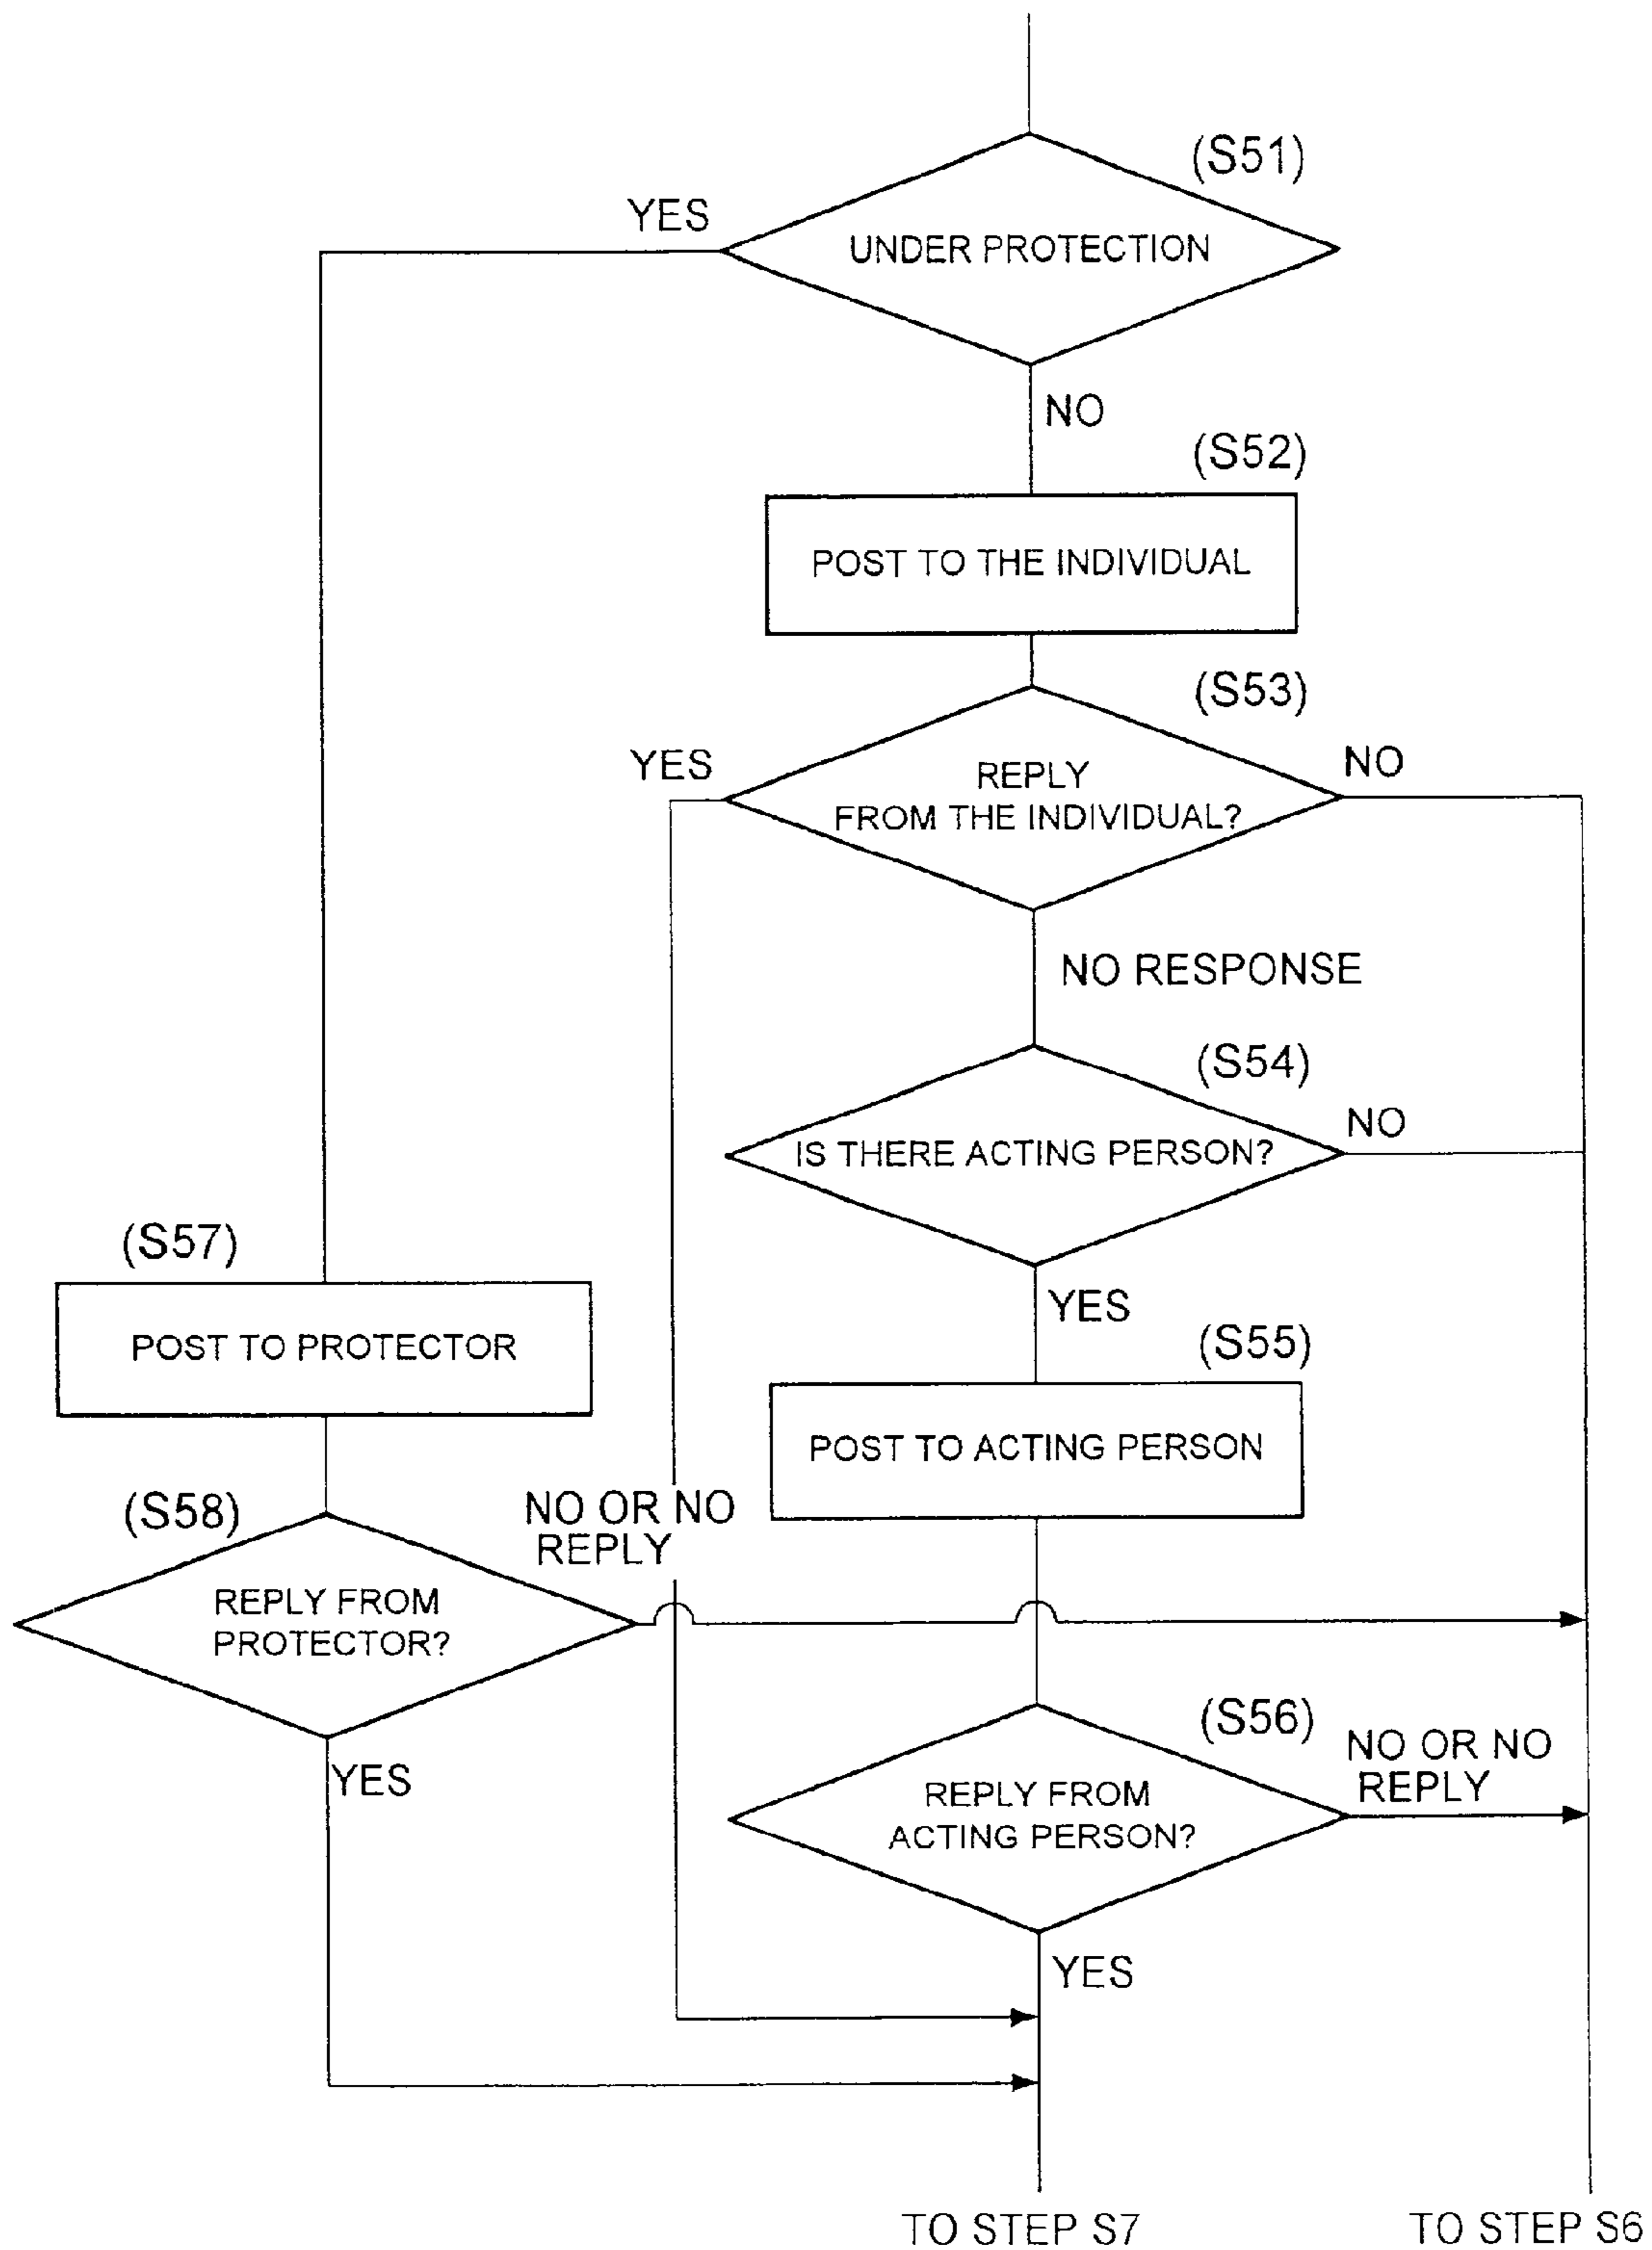 (S51)
YES
UNDER PROTECTION
NO
(S52)
POST TO THE INDIVIDUAL
(S53)
YES
NO
REPLY
FROM THE INDIVIDUAL?
NO RESPONSE
(S54)
NO
IS THERE ACTING PERSON?
(S57)
YES
POST TO PROTECTOR
(S55)
POST TO ACTING PERSON
(S58)
NO OR NO
REPLY
REPLY FROM
PROTECTOR?
(S56)
NO OR NO
REPLY
YES
REPLY FROM
ACTING PERSON?
YES
TO STEP S7
TO STEP S6